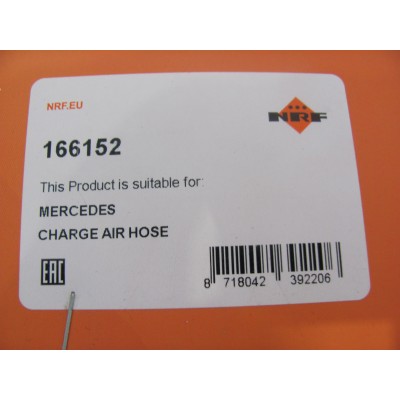 NRF.EU
NRF
166152
This Product is suitable for:
MERCEDES
CHARGE AIR HOSE
EAC
8 718042 392206